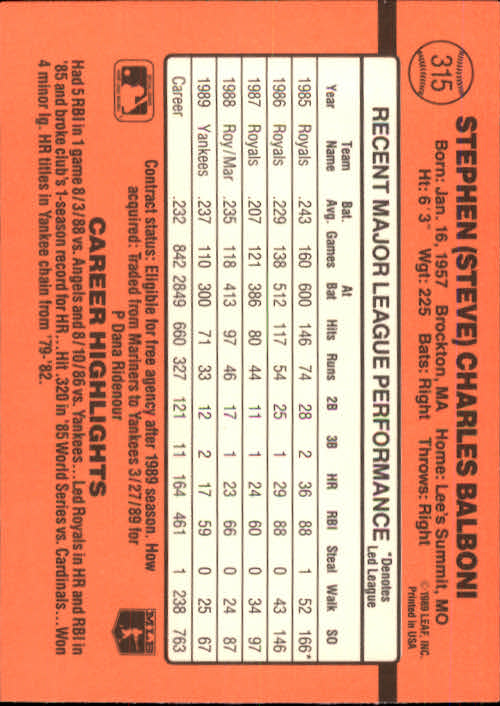 315
STEPHEN (STEVE) CHARLES BALBONI
Born: Jan. 16, 1957 Brockton, MA Home: Lee's Summit, MO
Ht: 6'3" Wgt: 225 Bats: Right Throws: Right
© 1989 LEAF, INC.
Printed in USA
RECENT MAJOR LEAGUE PERFORMANCE
*Denotes
Led League
Year Team Name Bat. Avg. Games At Bat Hits Runs 2B 3B HR RBI Steal Walk SO
1985 Royals .243 160 600 146 74 28 2 36 88 1 52 166*
1986 Royals .229 138 512 117 54 25 1 29 88 0 43 146
1987 Royals .207 121 386 80 44 11 1 24 60 0 34 97
1988 Roy/Mar .235 118 413 97 46 17 1 23 66 0 24 87
1989 Yankees .237 110 300 71 33 12 2 17 59 0 25 67
Career .232 842 2849 660 327 121 11 164 461 1 238 763
Contract status: Eligible for free agency after 1989 season. How
acquired: Traded from Mariners to Yankees 3/27/89 for
P Dana Ridenour
MLB
CAREER HIGHLIGHTS
Had 5 RBI in 1 game 8/3/88 vs. Angels and 8/10/86 vs. Yankees...Led Royals in HR and RBI in
'85 and broke club's 1-season record for HR...Hit .320 in '85 World Series vs. Cardinals...Won
4 minor lg. HR titles in Yankee chain from '79-'82.